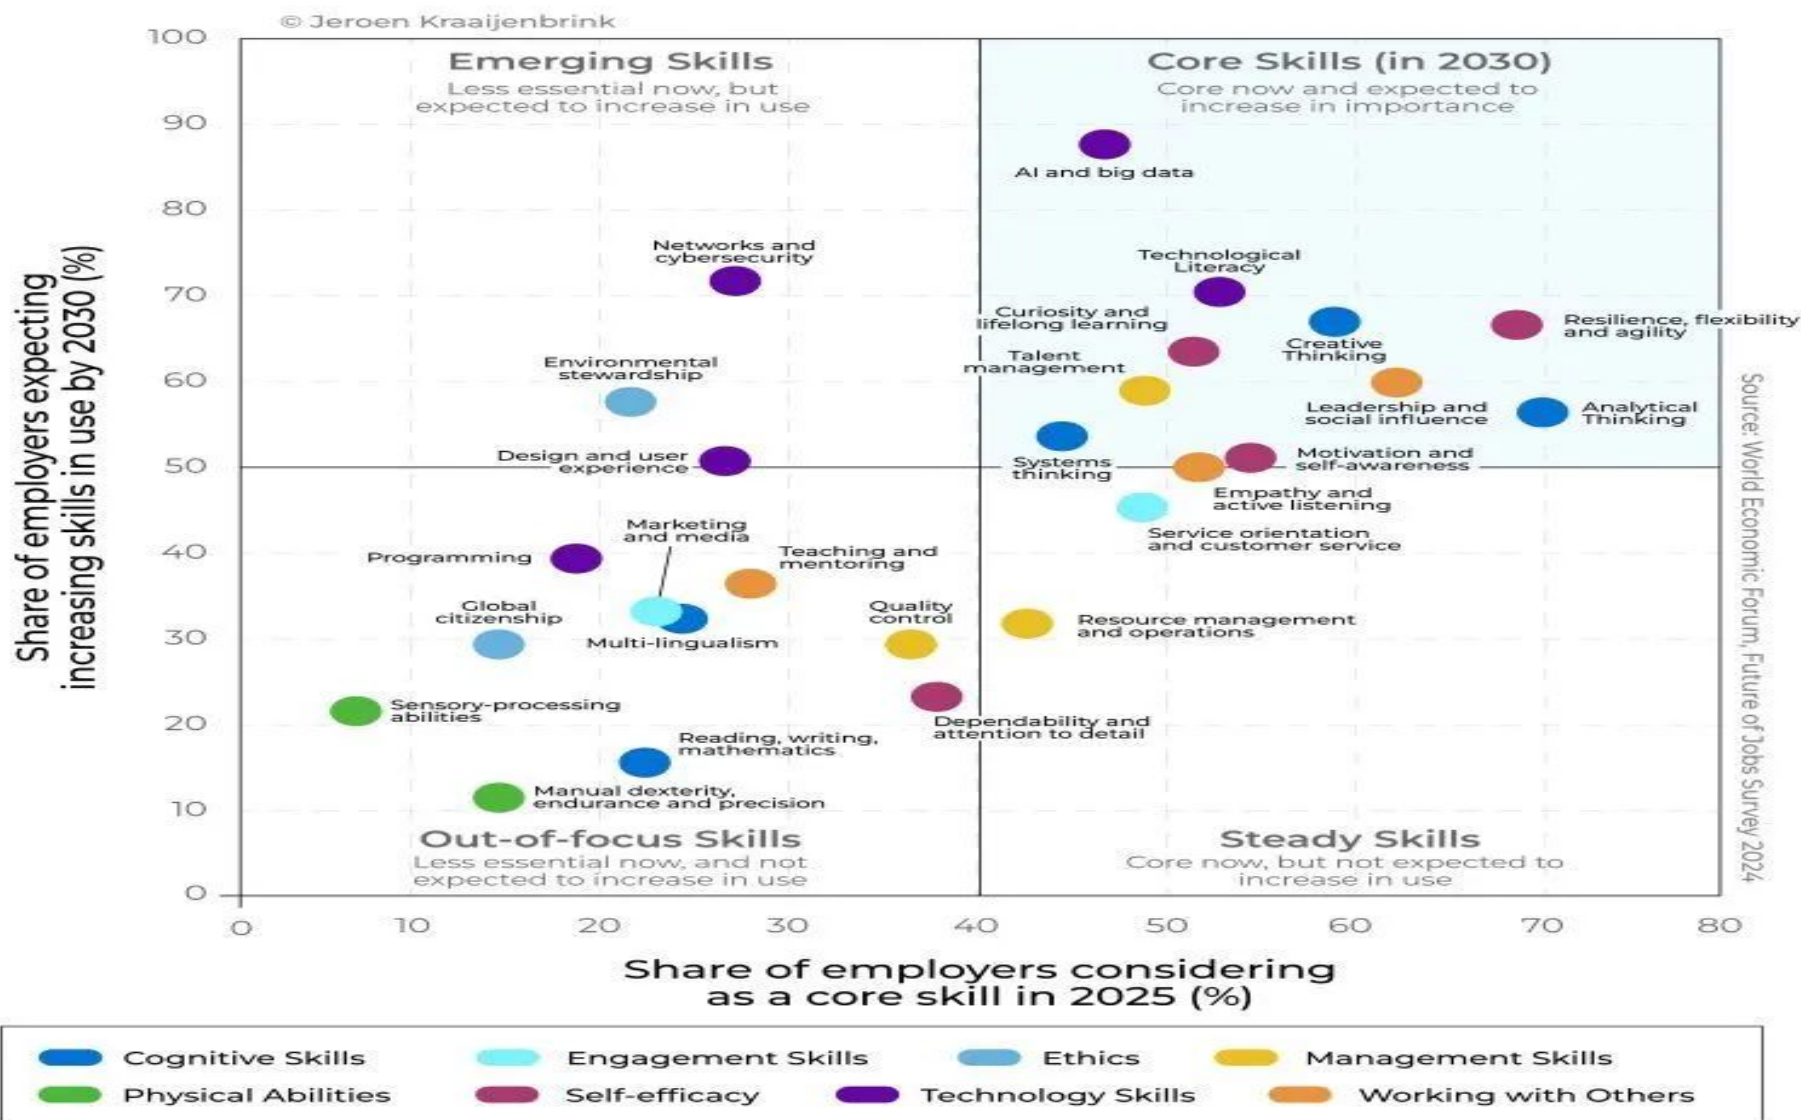 © Jeroen Kraaijenbrink
100
90
80
70
60
50
40
30
20
10
0
Share of employers expecting
increasing skills in use by 2030 (%)
Emerging Skills
Less essential now, but
expected to increase in use
Core Skills (in 2030)
Core now and expected to
increase in importance
AI and big data
Networks and
cybersecurity
Technological
Literacy
Curiosity and
lifelong learning
Creative
Thinking
Resilience, flexibility
and agility
Talent
management
Environmental
stewardship
Leadership and
social influence
Analytical
Thinking
Design and user
experience
Systems
thinking
Motivation and
self-awareness
Empathy and
active listening
Service orientation
and customer service
Marketing
and media
Programming
Teaching and
mentoring
Global
citizenship
Multi-lingualism
Quality
control
Resource management
and operations
Sensory-processing
abilities
Dependability and
attention to detail
Reading, writing,
mathematics
Manual dexterity,
endurance and precision
Out-of-focus Skills
Less essential now, and not
expected to increase in use
Steady Skills
Core now, but not expected to
increase in use
Source: World Economic Forum, Future of Jobs Survey 2024
0 10 20 30 40 50 60 70 80
Share of employers considering
as a core skill in 2025 (%)
Cognitive Skills Engagement Skills Ethics Management Skills
Physical Abilities Self-efficacy Technology Skills Working with Others